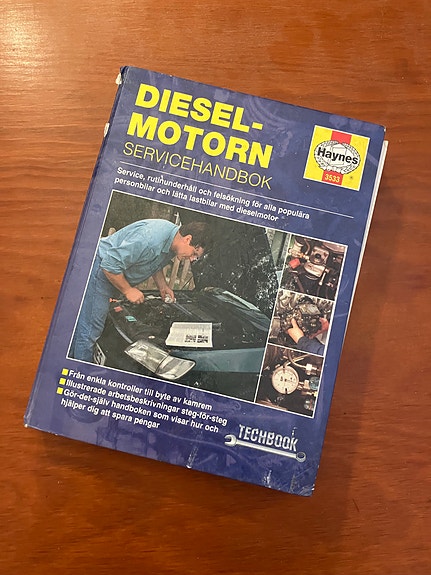 DIESEL-
MOTORN
SERVICEHANDBOK
Haynes
3533
Service, rutinunderhåll och felsökning för alla populära
personbilar och lätta lastbilar med dieselmotor
Från enkla kontroller till byte av kamrem
Illustrerade arbetsbeskrivningar steg-för-steg
Gör-det-själv handboken som visar hur och
hjälper dig att spara pengar
TECHBOOK